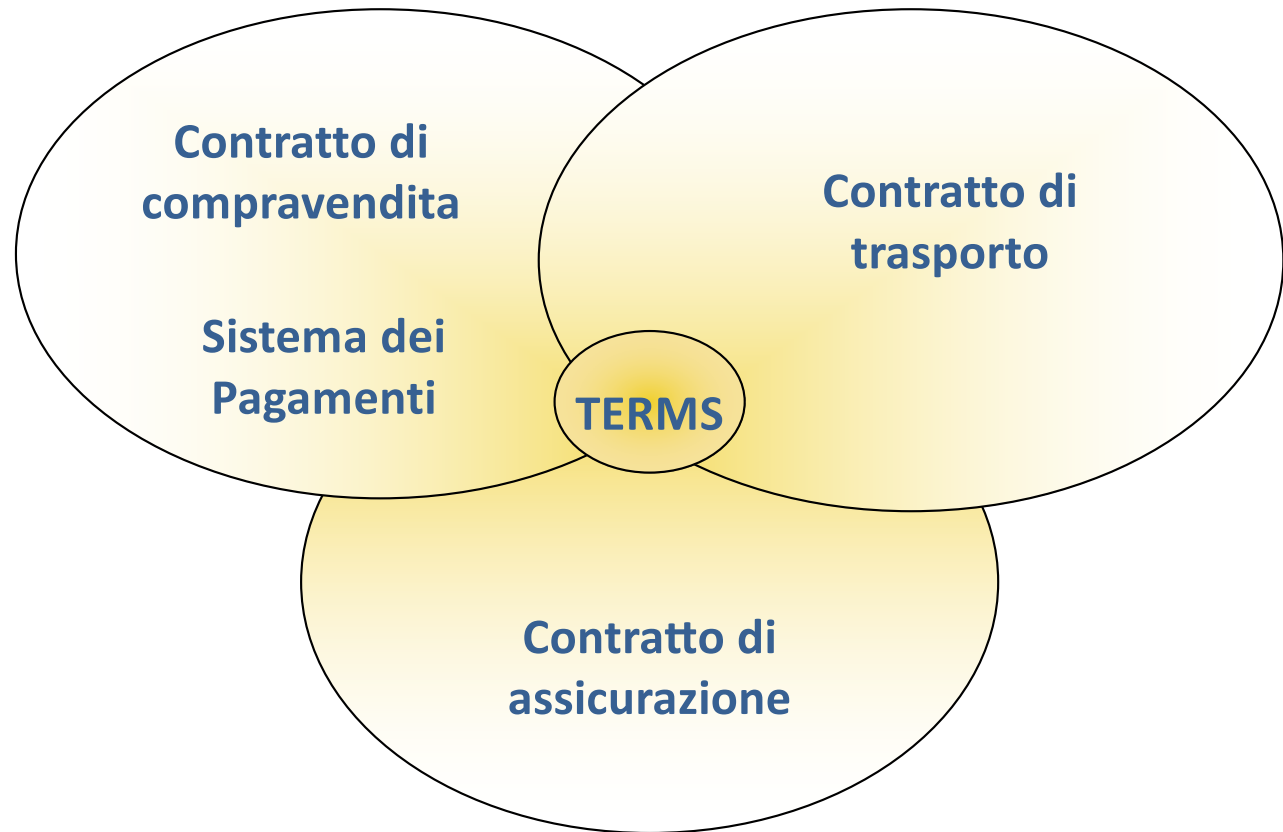 Contratto di
compravendita
Sistema dei
Pagamenti
Contratto di
trasporto
TERMS
Contratto di
assicurazione